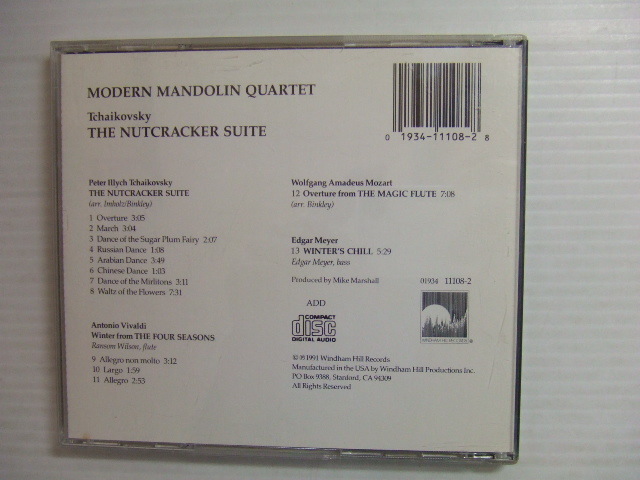 MODERN MANDOLIN QUARTET
Tchaikovsky
THE NUTCRACKER SUITE
0 1934-11108-2 8
Peter Illych Tchaikovsky
THE NUTCRACKER SUITE
(arr. Imholz/Binkley)
1 Overture 3:05
2 March 3:04
3 Dance of the Sugar Plum Fairy 2:07
4 Russian Dance 1:08
5 Arabian Dance 3:49
6 Chinese Dance 1:03
7 Dance of the Mirlitons 3:11
8 Waltz of the Flowers 7:31
Antonio Vivaldi
Winter from THE FOUR SEASONS
Ransom Wilson, flute
9 Allegro non molto 3:12
10 Largo 1:59
11 Allegro 2:53
Wolfgang Amadeus Mozart
12 Overture from THE MAGIC FLUTE 7:08
(arr. Binkley)
Edgar Meyer
13 WINTER'S CHILL 5:29
Edgar Meyer, bass
Produced by Mike Marshall
01934 11108-2
ADD
COMPACT
disc
DIGITAL AUDIO
WINDHAM HILL RECORDS
© ℗ 1991 Windham Hill Records
Manufactured in the USA by Windham Hill Productions Inc.
PO Box 9388, Stanford, CA 94309
All Rights Reserved